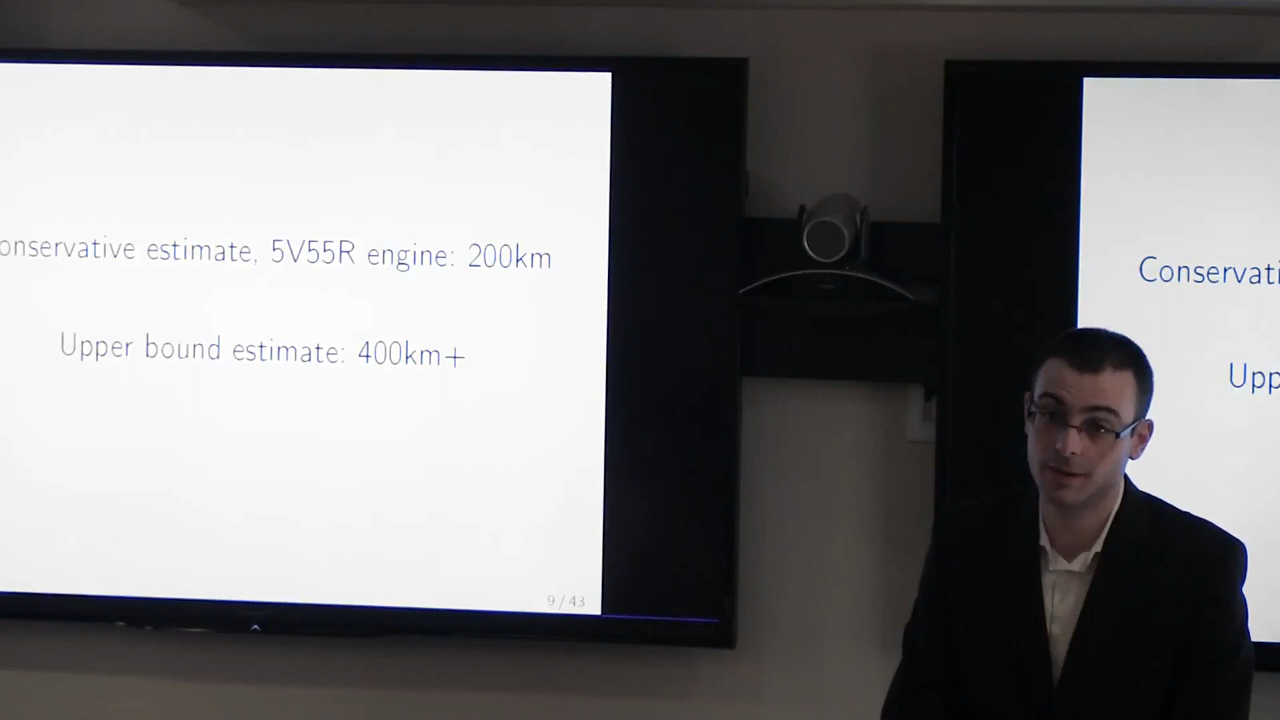 onservative estimate, 5V55R engine: 200km
Upper bound estimate: 400km+
9 / 43
Conservati
Upp